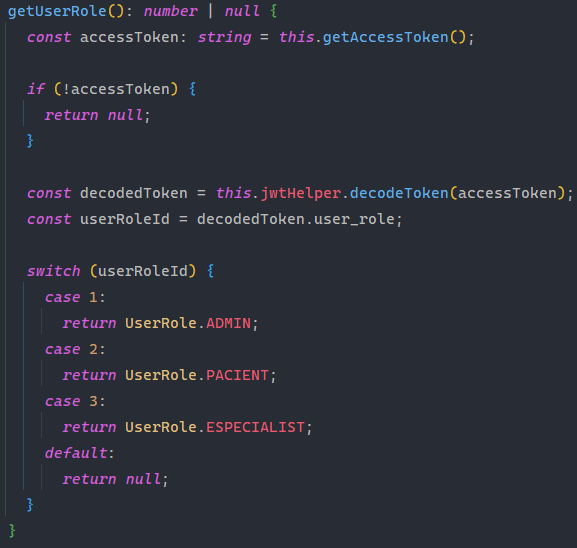 getUserRole(): number | null {
const accessToken: string = this.getAccessToken();
if (!accessToken) {
return null;
}
const decodedToken = this.jwtHelper.decodeToken(accessToken);
const userRoleId = decodedToken.user_role;
switch (userRoleId) {
case 1:
return UserRole.ADMIN;
case 2:
return UserRole.PACIENT;
case 3:
return UserRole.ESPECIALIST;
default:
return null;
}
}